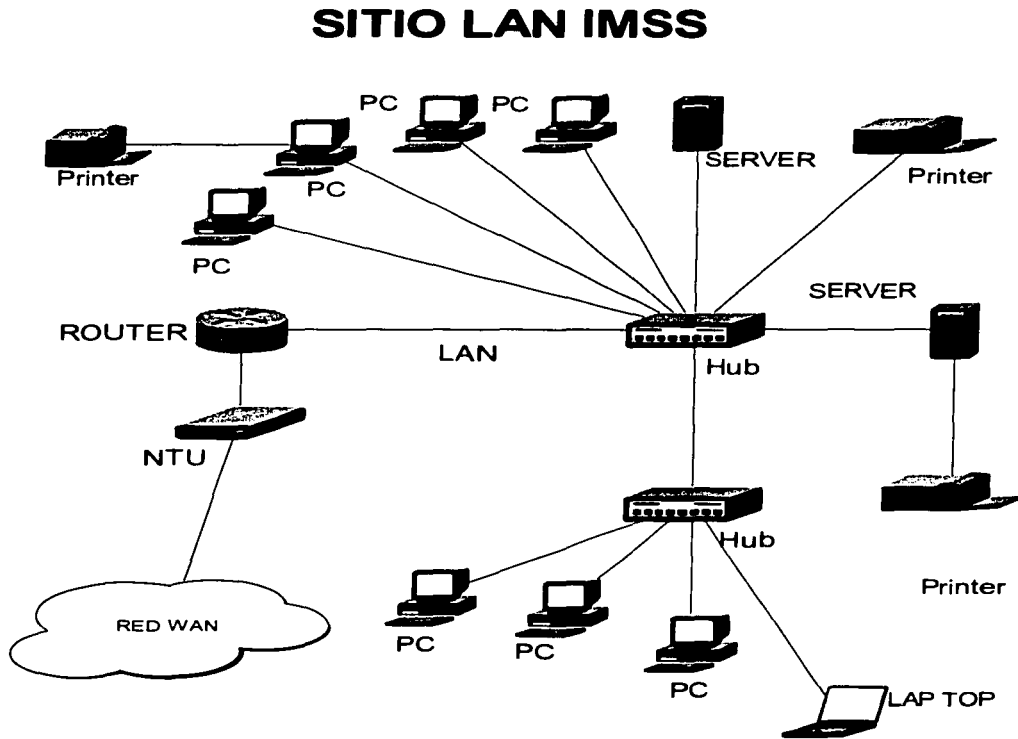 SITIO LAN IMSS
PC
PC
SERVER
Printer
PC
Printer
PC
SERVER
ROUTER
LAN
Hub
NTU
Hub
Printer
RED WAN
PC
PC
PC
LAP TOP